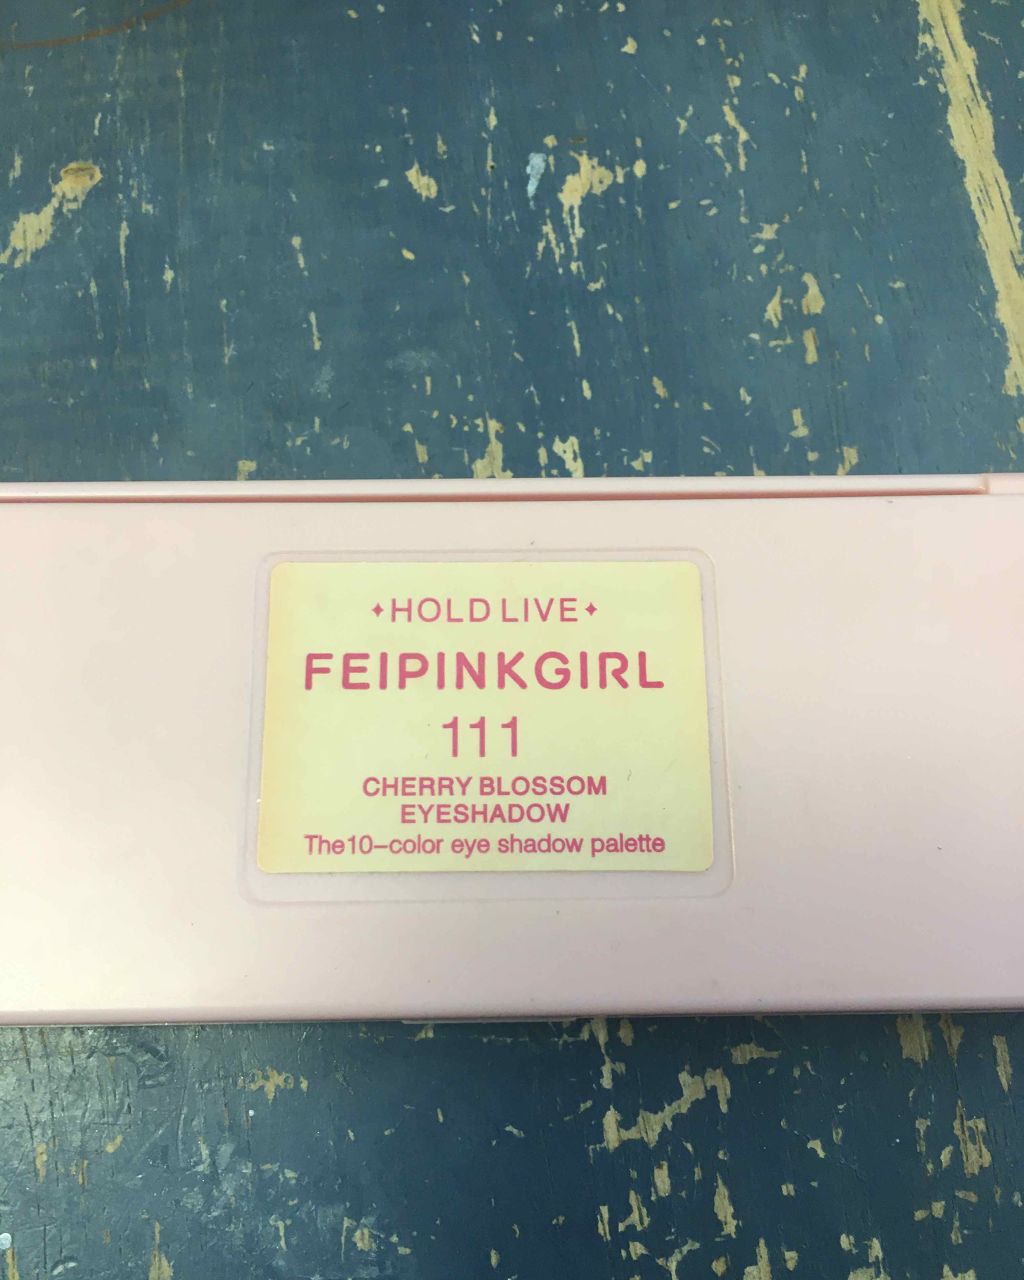 ✦HOLD LIVE✦
FEIPINKGIRL
111
CHERRY BLOSSOM
EYESHADOW
The10–color eye shadow palette